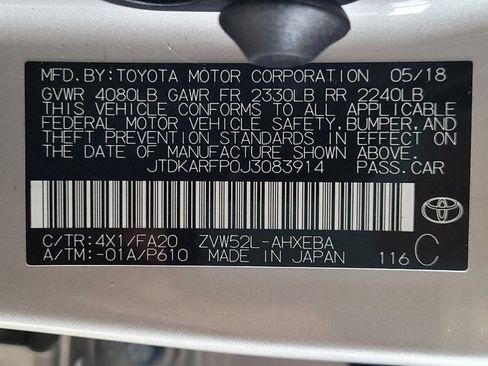 MFD.BY:TOYOTA MOTOR CORPORATION 05/18
GVWR 4080LB GAWR FR 2330LB RR 2240LB
THIS VEHICLE CONFORMS TO ALL APPLICABLE
FEDERAL MOTOR VEHICLE SAFETY,BUMPER,AND
THEFT PREVENTION STANDARDS IN EFFECT ON
THE DATE OF MANUFACTURE SHOWN ABOVE.
JTDKARFP0J3083914 PASS.CAR
C/TR:4X1/FA20 ZVW52L-AHXEBA
A/TM:-01A/P610 MADE IN JAPAN 116 C